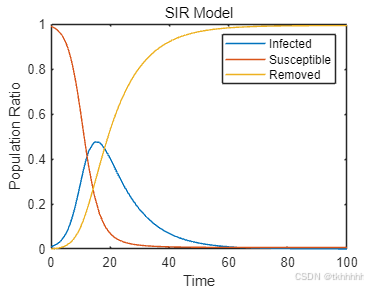 SIR Model
Infected
Susceptible
Removed
Population Ratio
1
0.8
0.6
0.4
0.2
0
0 20 40 60 80 100
Time
CSDN @tkhhhhr